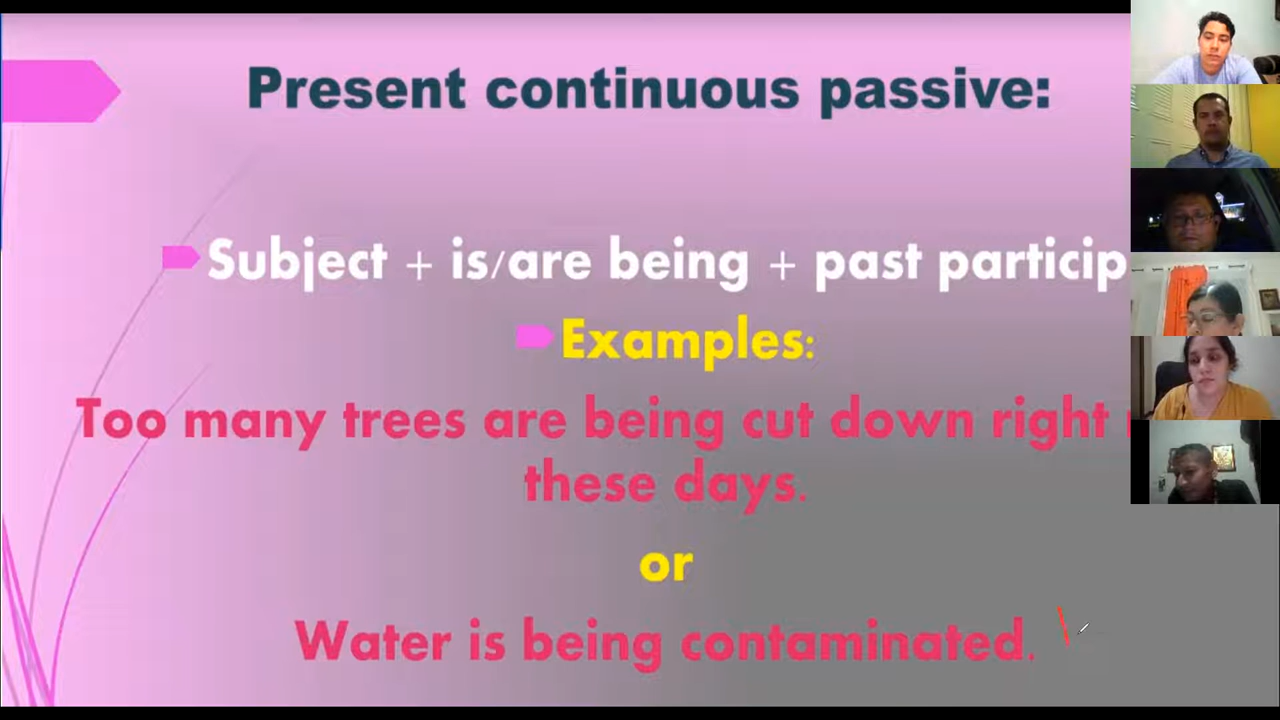 Present continuous passive:
Subject + is/are being + past particip
Examples:
Too many trees are being cut down right
these days.
or
Water is being contaminated.